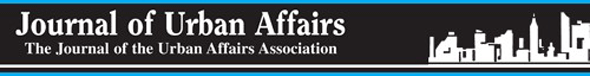 Journal of Urban Affairs
The Journal of the Urban Affairs Association